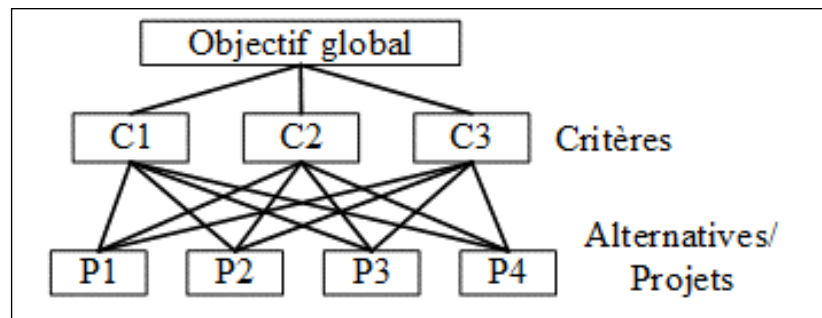 Objectif global
C1 C2 C3 Critères
P1 P2 P3 P4 Alternatives/
Projets